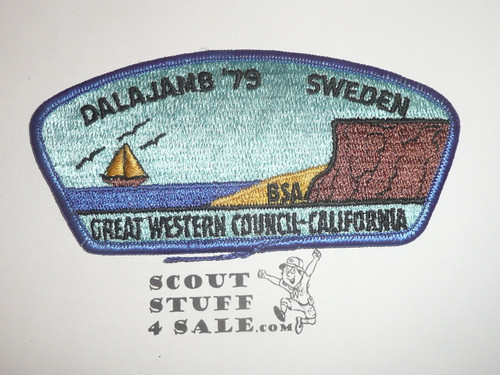 DALAJAMB '79 SWEDEN
BSA
GREAT WESTERN COUNCIL-CALIFORNIA
SCOUT
STUFF
4 SALE.com